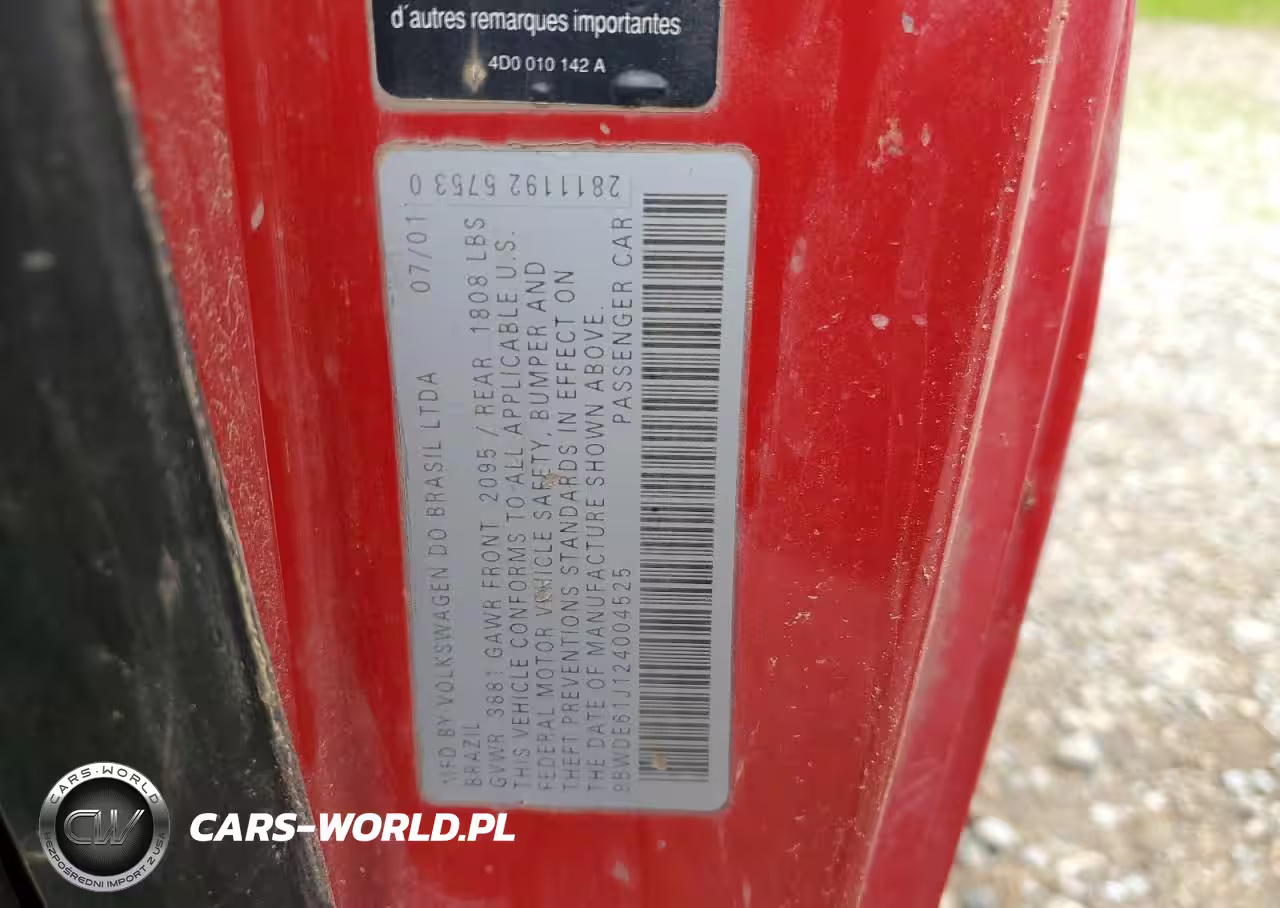 d'autres remarques importantes
4D0 010 142 A
2811192 5753 0
MFD BY VOLKSWAGEN DO BRASIL LTDA 07/01
BRAZIL
GVWR 3881 GAWR FRONT 2095 / REAR 1808 LBS
THIS VEHICLE CONFORMS TO ALL APPLICABLE U.S.
FEDERAL MOTOR VEHICLE SAFETY, BUMPER AND
THEFT PREVENTIONS STANDARDS IN EFFECT ON
THE DATE OF MANUFACTURE SHOWN ABOVE.
9BWDE61J124004525 PASSENGER CAR
CARS-WORLD
CW
BEZPOŚREDNI IMPORT Z USA
CARS-WORLD.PL